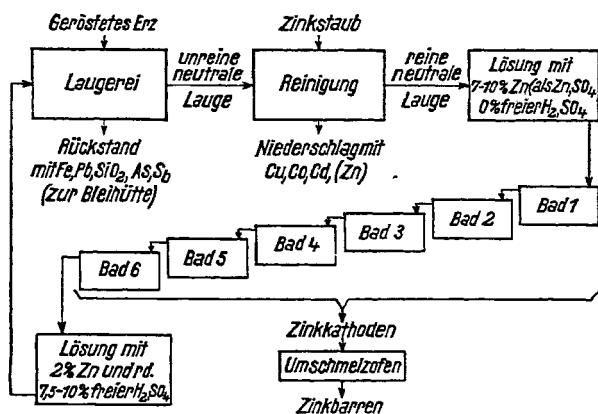 Geröstetes Erz
Zinkstaub
Laugerei
unreine
neutrale
Lauge
Reinigung
reine
neutrale
Lauge
Lösung mit
7-10% Zn(als Zn,SO4
0% freier H2SO4
Rückstand
mit Fe, Pb, SiO2, As, Sb
(zur Bleihütte)
Niederschlag mit
Cu, Co, Cd, (Zn)
Bad 1
Bad 2
Bad 3
Bad 4
Bad 5
Bad 6
Lösung mit
2% Zn und rd.
7,5-10% freier H2SO4
Zinkkathoden
Umschmelzofen
Zinkbarren